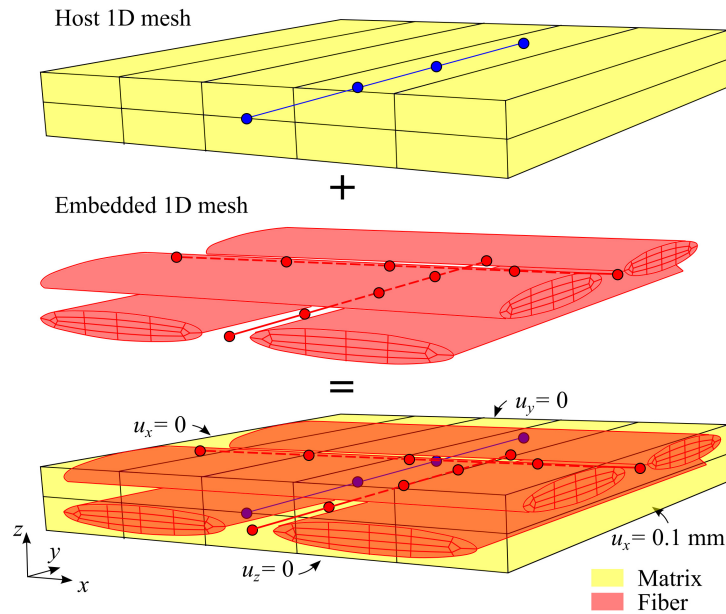 Host 1D mesh
+
Embedded 1D mesh
=
u_y = 0
u_x = 0
z
y
x
u_z = 0
u_x = 0.1 mm
Matrix
Fiber